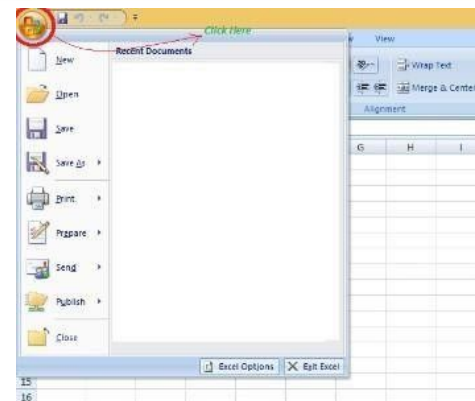 Click Here
View
Recent Documents
New
Open
Save
Save As
Print
Prepare
Send
Publish
Close
Wrap Text
Merge & Center
Alignment
G H I
Excel Options Exit Excel
15
16